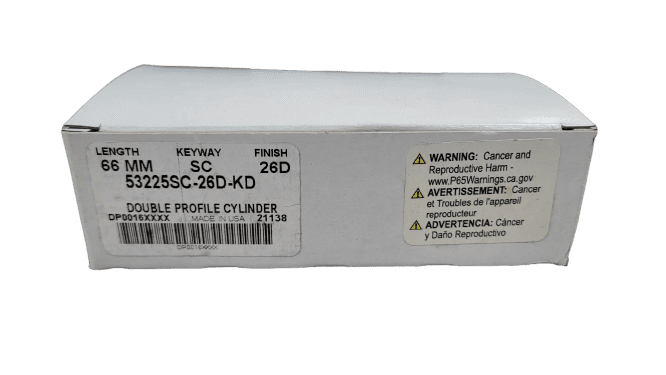 LENGTH KEYWAY FINISH
66 MM SC 26D
53225SC-26D-KD
DOUBLE PROFILE CYLINDER
DP0016XXXX MADE IN USA 21138
DP0016XXXX
WARNING: Cancer and
Reproductive Harm -
www.P65Warnings.ca.gov
AVERTISSEMENT: Cancer
et Troubles de l'appareil
reproducteur
ADVERTENCIA: Cáncer
y Daño Reproductivo